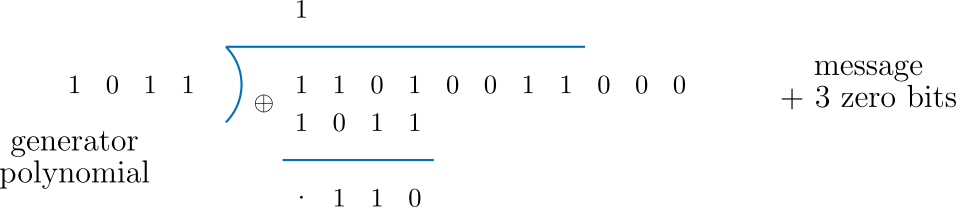 1
1 0 1 1 1 1 0 1 0 0 1 1 0 0 0
⊕
1 0 1 1
· 1 1 0
generator
polynomial
message
+ 3 zero bits